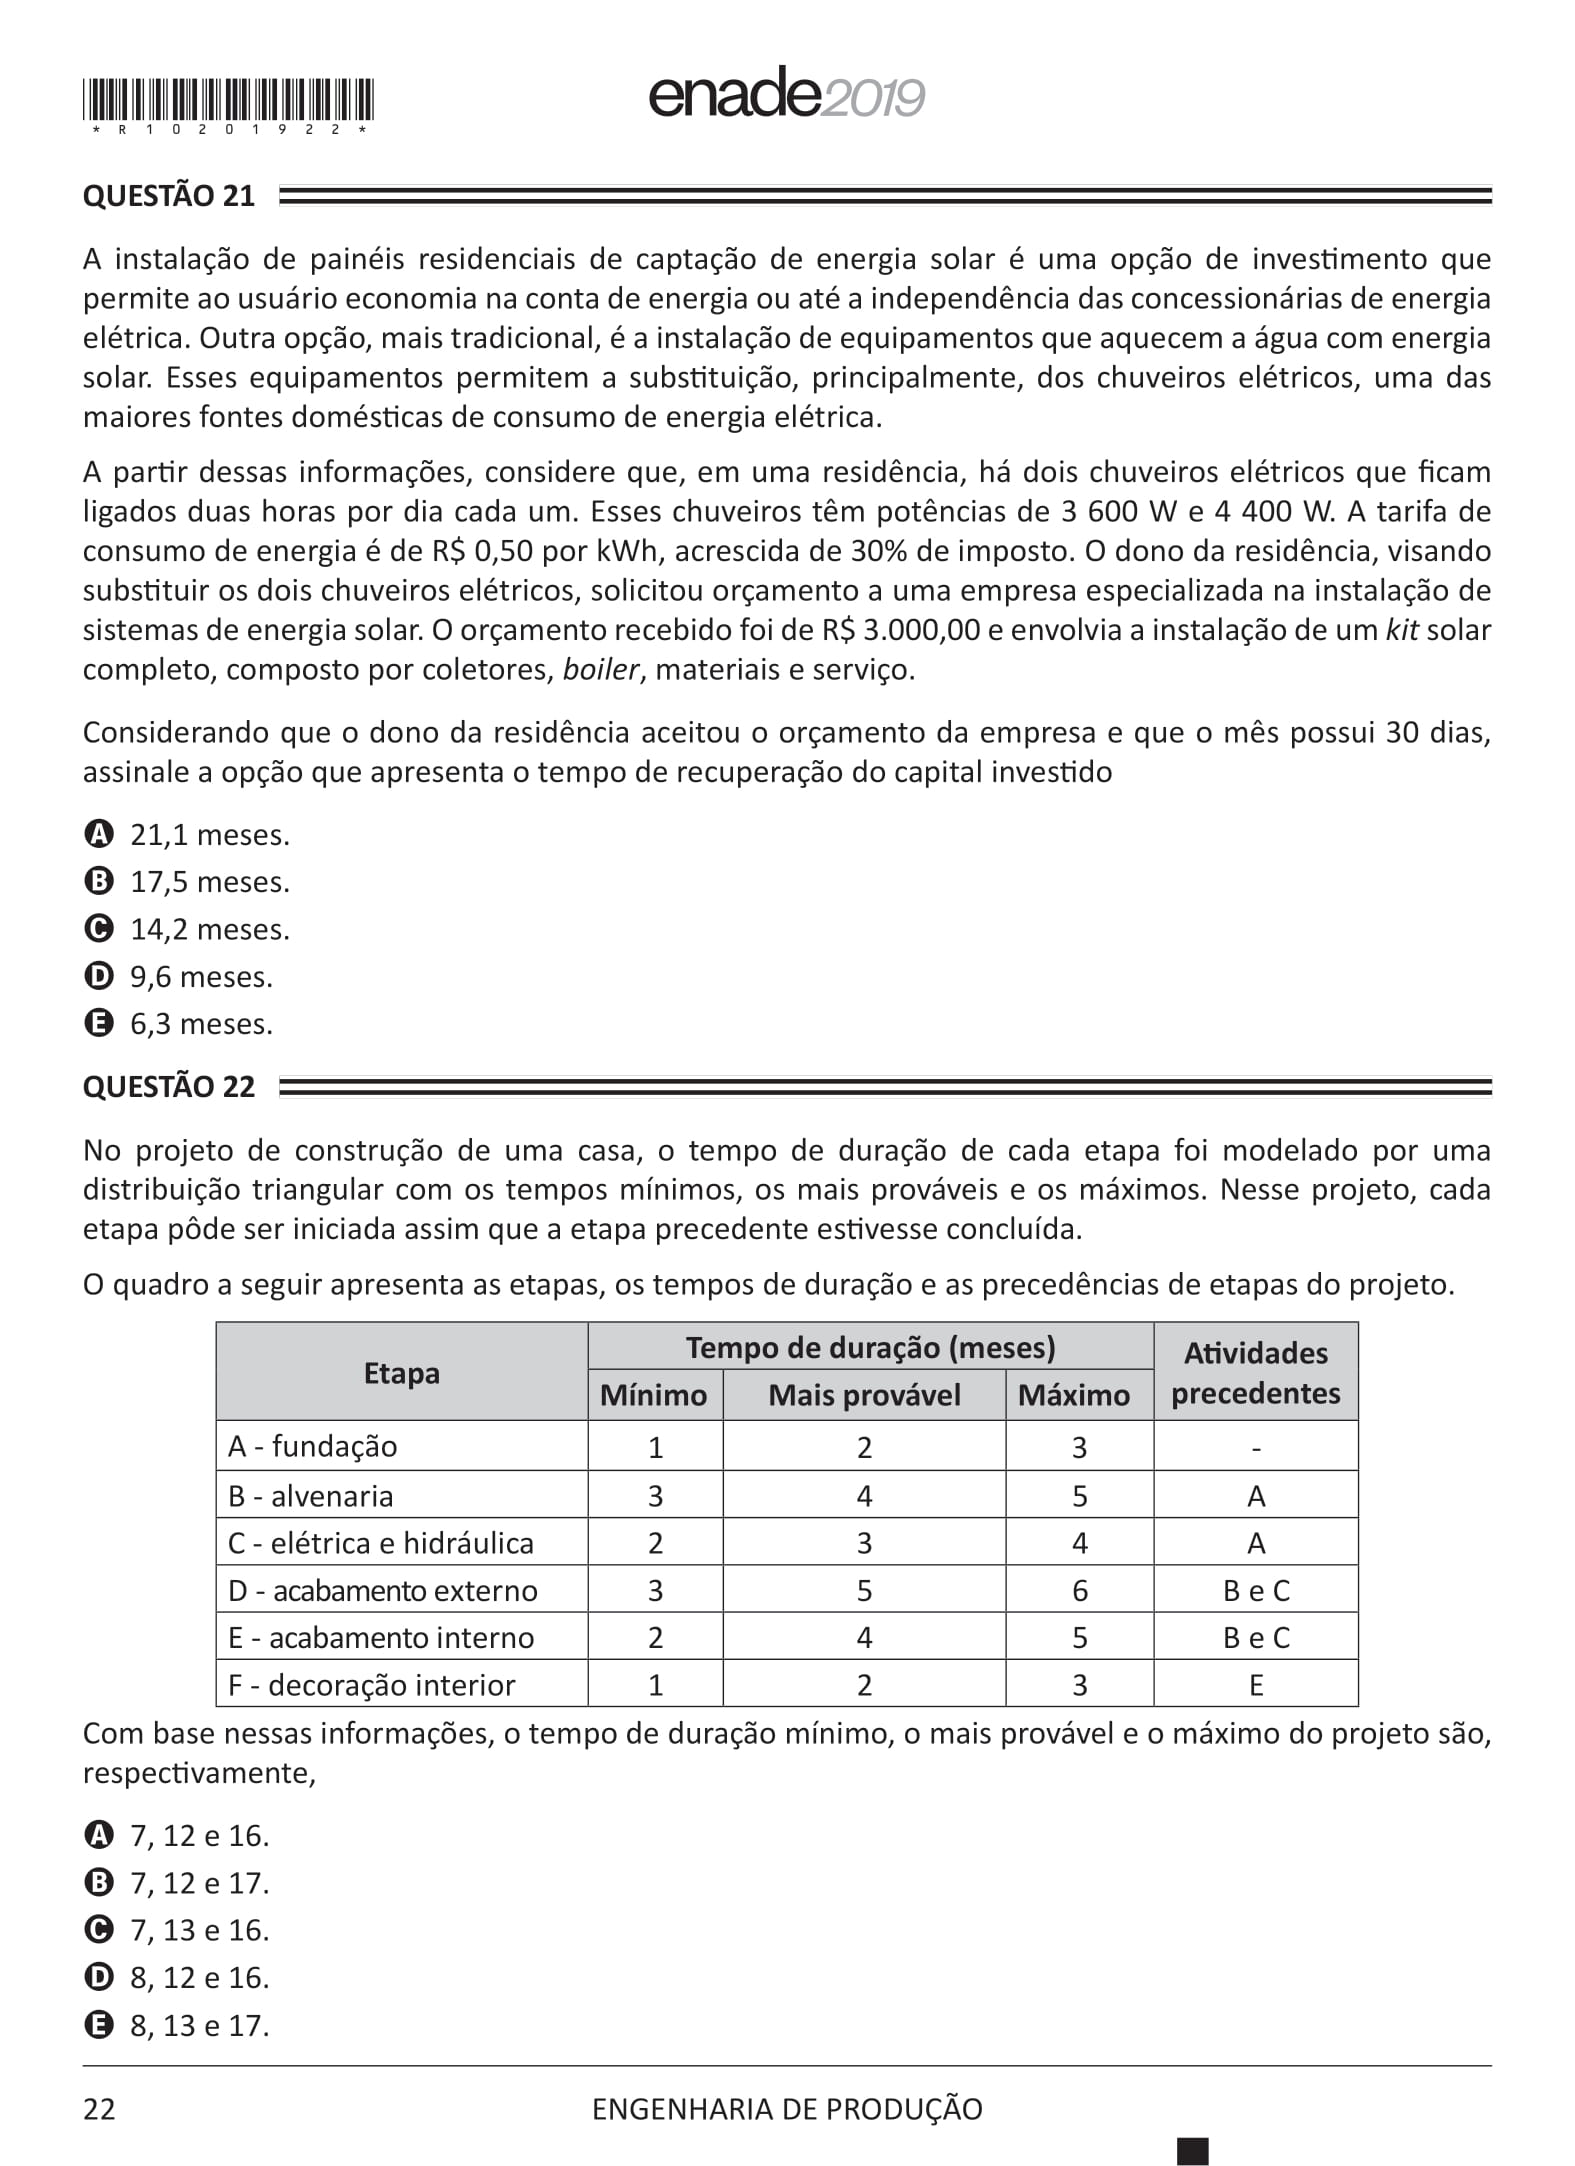 *R10201922*
enade2019
QUESTÃO 21
A instalação de painéis residenciais de captação de energia solar é uma opção de investimento que
permite ao usuário economia na conta de energia ou até a independência das concessionárias de energia
elétrica. Outra opção, mais tradicional, é a instalação de equipamentos que aquecem a água com energia
solar. Esses equipamentos permitem a substituição, principalmente, dos chuveiros elétricos, uma das
maiores fontes domésticas de consumo de energia elétrica.
A partir dessas informações, considere que, em uma residência, há dois chuveiros elétricos que ficam
ligados duas horas por dia cada um. Esses chuveiros têm potências de 3 600 W e 4 400 W. A tarifa de
consumo de energia é de R$ 0,50 por kWh, acrescida de 30% de imposto. O dono da residência, visando
substituir os dois chuveiros elétricos, solicitou orçamento a uma empresa especializada na instalação de
sistemas de energia solar. O orçamento recebido foi de R$ 3.000,00 e envolvia a instalação de um kit solar
completo, composto por coletores, boiler, materiais e serviço.
Considerando que o dono da residência aceitou o orçamento da empresa e que o mês possui 30 dias,
assinale a opção que apresenta o tempo de recuperação do capital investido
A 21,1 meses.
B 17,5 meses.
C 14,2 meses.
D 9,6 meses.
E 6,3 meses.
QUESTÃO 22
No projeto de construção de uma casa, o tempo de duração de cada etapa foi modelado por uma
distribuição triangular com os tempos mínimos, os mais prováveis e os máximos. Nesse projeto, cada
etapa pôde ser iniciada assim que a etapa precedente estivesse concluída.
O quadro a seguir apresenta as etapas, os tempos de duração e as precedências de etapas do projeto.
Etapa Tempo de duração (meses) Atividades precedentes
Mínimo Mais provável Máximo
A - fundação 1 2 3 -
B - alvenaria 3 4 5 A
C - elétrica e hidráulica 2 3 4 A
D - acabamento externo 3 5 6 B e C
E - acabamento interno 2 4 5 B e C
F - decoração interior 1 2 3 E
Com base nessas informações, o tempo de duração mínimo, o mais provável e o máximo do projeto são,
respectivamente,
A 7, 12 e 16.
B 7, 12 e 17.
C 7, 13 e 16.
D 8, 12 e 16.
E 8, 13 e 17.
22 ENGENHARIA DE PRODUÇÃO